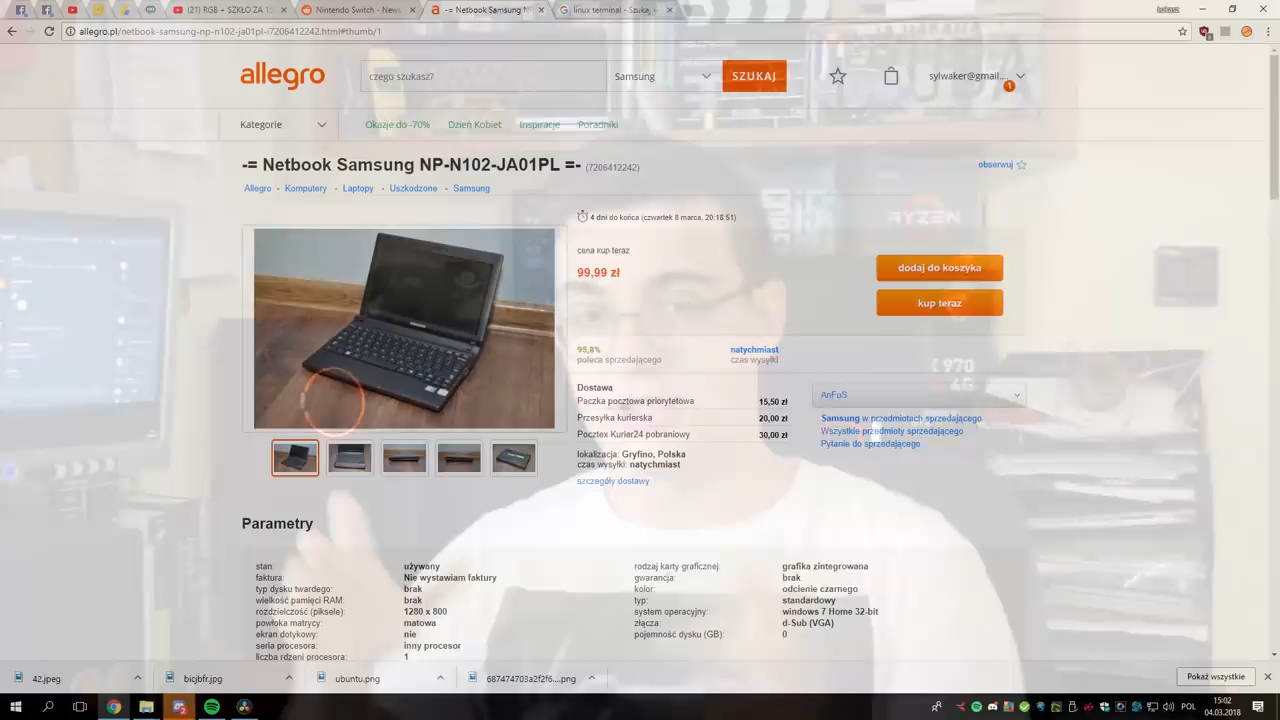 [21] RGB + SZKŁO ZA 15
Nintendo Switch - Niska
-= Netbook Samsung NP-N
linux terminal - Szukaj w
allegro.pl/netbook-samsung-np-n102-ja01pl-i7206412242.html#thumb/1
allegro
czego szukasz?
Samsung
SZUKAJ
sylwaker@gmail....
1
Kategorie
Okazje do -70%
Dzień Kobiet
Inspiracje
Poradniki
-= Netbook Samsung NP-N102-JA01PL =- (7206412242)
obserwuj
Allegro - Komputery - Laptopy - Uszkodzone - Samsung
4 dni do końca (czwartek 8 marca, 20:18:51)
RYZEN
cena kup teraz
99,99 zł
dodaj do koszyka
kup teraz
95,8%
poleca sprzedającego
natychmiast
czas wysyłki
Dostawa
Paczka pocztowa priorytetowa 15,50 zł
Przesyłka kurierska 20,00 zł
Pocztex Kurier24 pobraniowy 30,00 zł
lokalizacja: Gryfino, Polska
czas wysyłki: natychmiast
szczegóły dostawy
AnFuS
Samsung w przedmiotach sprzedającego
Wszystkie przedmioty sprzedającego
Pytanie do sprzedającego
Parametry
stan: używany
faktura: Nie wystawiam faktury
typ dysku twardego: brak
wielkość pamięci RAM: brak
rozdzielczość (piksele): 1280 x 800
powłoka matrycy: matowa
ekran dotykowy: nie
seria procesora: inny procesor
liczba rdzeni procesora: 1
rodzaj karty graficznej: grafika zintegrowana
gwarancja: brak
kolor: odcienie czarnego
typ: standardowy
system operacyjny: windows 7 Home 32-bit
złącza: d-Sub (VGA)
pojemność dysku (GB): 0
42.jpeg
bicjbfr.jpg
ubuntu.png
687474703a2f2f6....png
Pokaż wszystkie
POL
15:02
04.03.2018